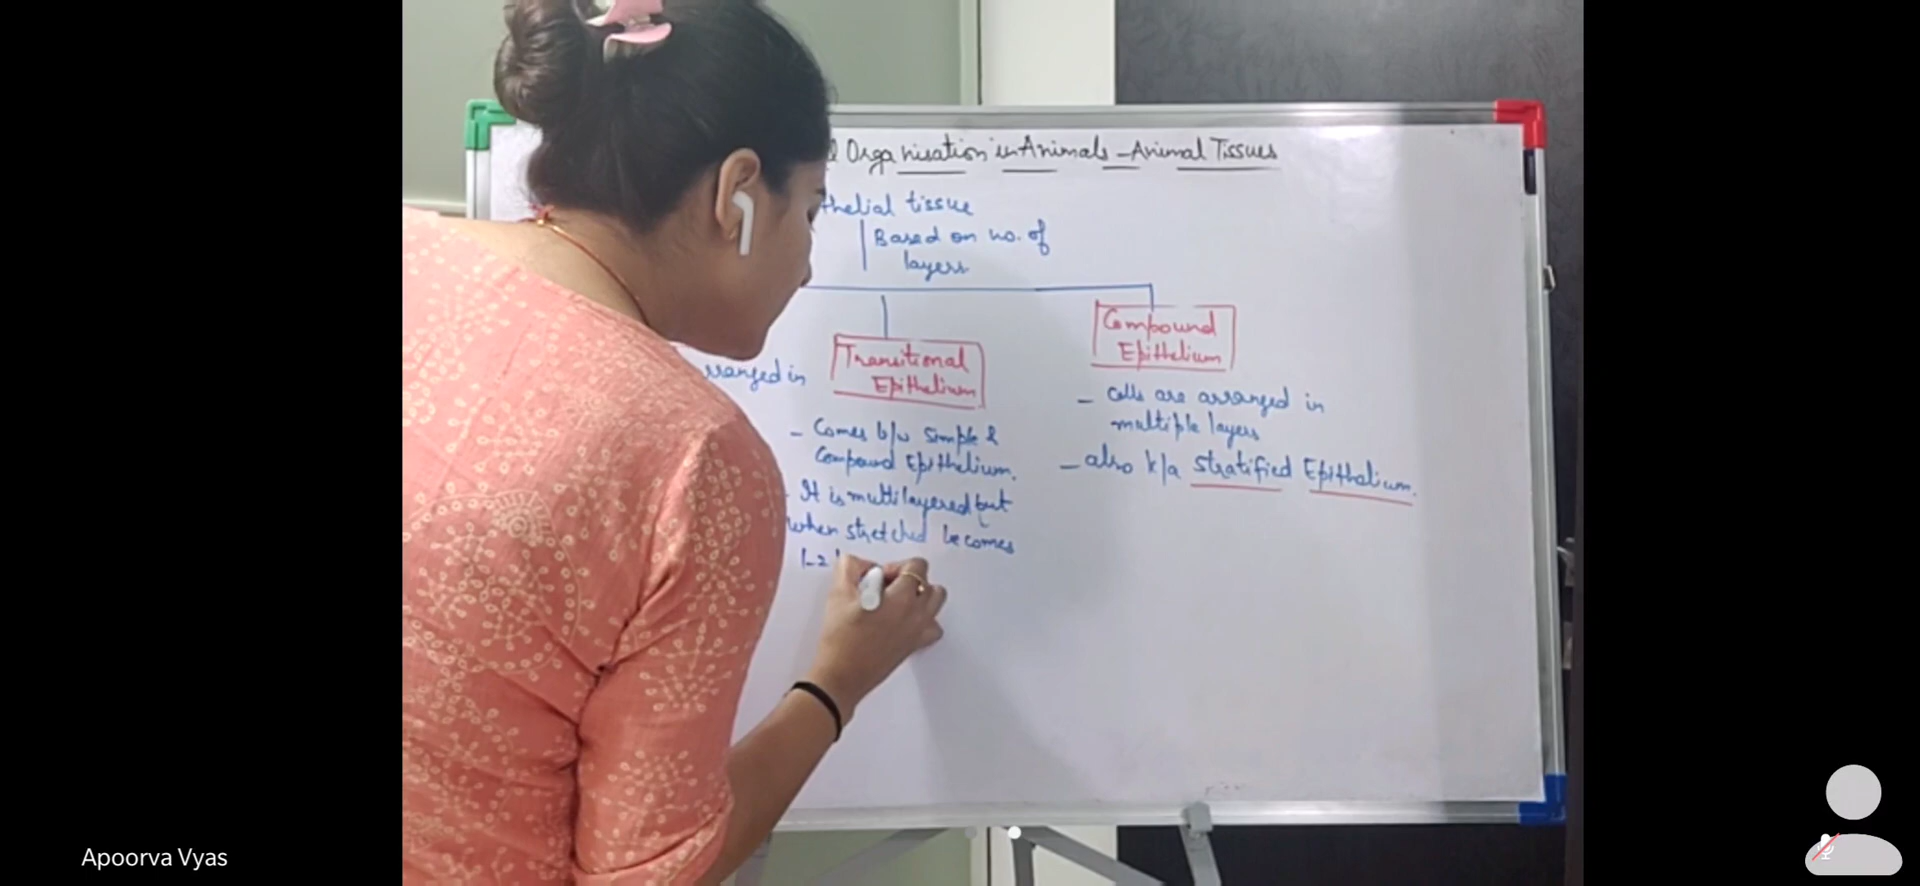 Organisation in Animals - Animal Tissues
thelial tissue
Based on no. of
layers
Compound
Epithelium
Transitional
Epithelium
rranged in
- Cells are arranged in
multiple layers
- also k/a Stratified Epithelium.
- Comes b/w Simple &
Compound Epithelium.
- It is multilayered but
when stretched becomes
1-2
Apoorva Vyas